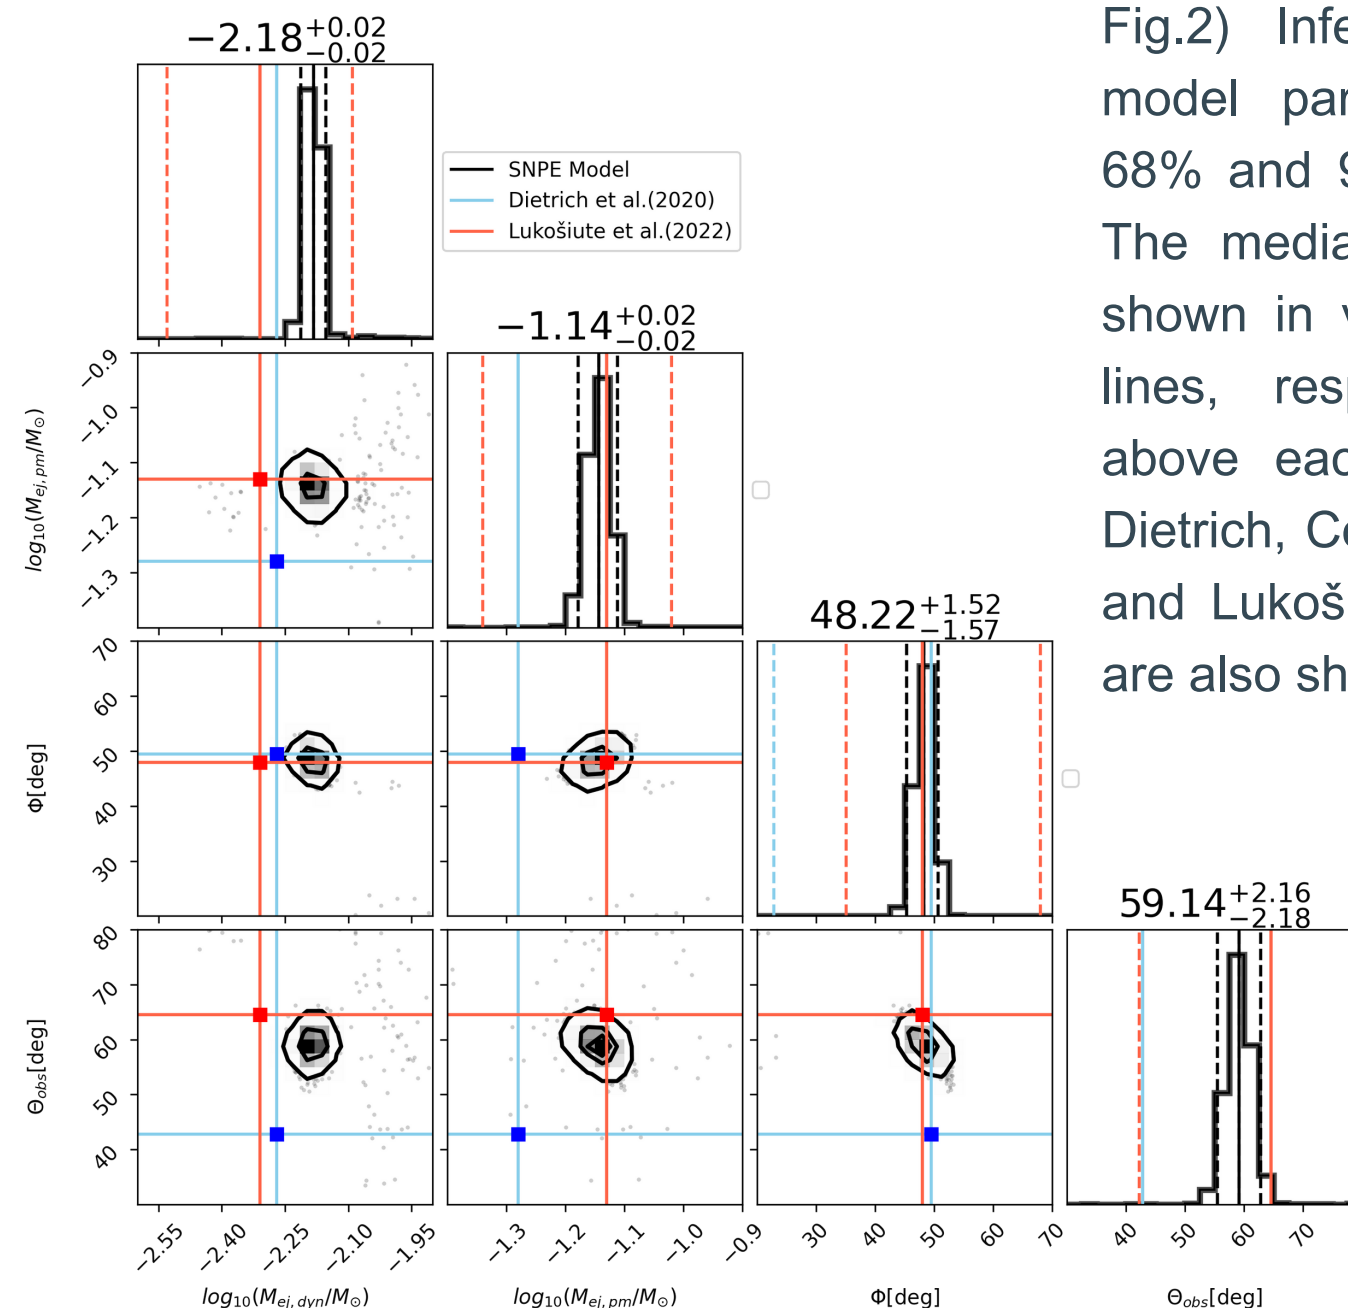 Fig.2) Infe
model par
68% and 9
The media
shown in v
lines, resp
above eac
Dietrich, Co
and Lukoš
are also sh
−2.18+0.02−0.02
SNPE Model
Dietrich et al.(2020)
Lukošiute et al.(2022)
−1.14+0.02−0.02
48.22+1.52−1.57
59.14+2.16−2.18
log10(Mej, pm/M⊙)
−0.9
−1.0
−1.1
−1.2
−1.3
Φ[deg]
70
60
50
40
30
Θobs[deg]
80
70
60
50
40
−2.55 −2.40 −2.25 −2.10 −1.95
−1.3 −1.2 −1.1 −1.0 −0.9
30 40 50 60 70
40 50 60 70
log10(Mej, dyn/M⊙)
log10(Mej, pm/M⊙)
Φ[deg]
Θobs[deg]